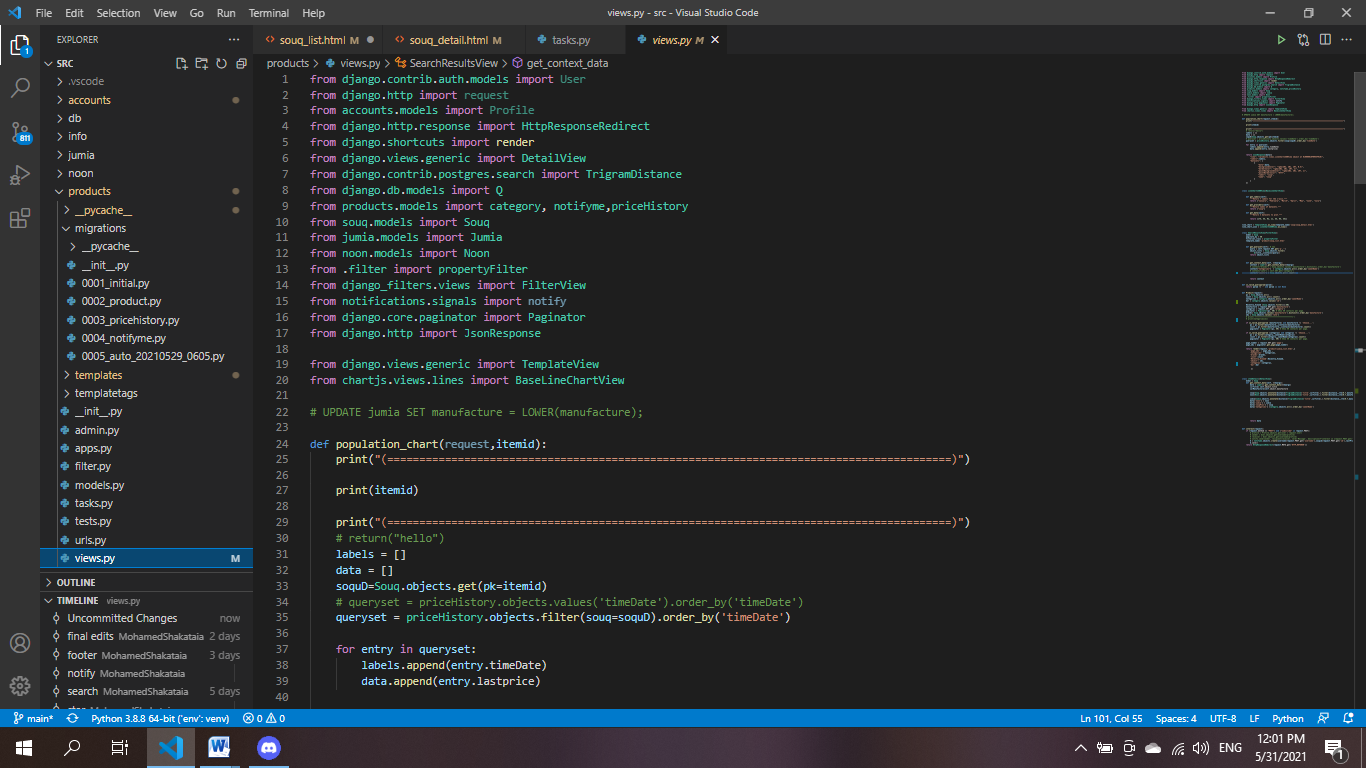 File Edit Selection View Go Run Terminal Help
views.py - src - Visual Studio Code
EXPLORER
SRC
.vscode
accounts
db
info
jumia
noon
products
__pycache__
migrations
__pycache__
__init__.py
0001_initial.py
0002_product.py
0003_pricehistory.py
0004_notifyme.py
0005_auto_20210529_0605.py
templates
templatetags
__init__.py
admin.py
apps.py
filter.py
models.py
tasks.py
tests.py
urls.py
views.py M
OUTLINE
TIMELINE views.py
Uncommitted Changes now
final edits MohamedShakataia 2 days
footer MohamedShakataia 3 days
notify MohamedShakataia
search MohamedShakataia 5 days
1
811
souq_list.html M
souq_detail.html M
tasks.py
views.py M
products > views.py > SearchResultsView > get_context_data
1 from django.contrib.auth.models import User
2 from django.http import request
3 from accounts.models import Profile
4 from django.http.response import HttpResponseRedirect
5 from django.shortcuts import render
6 from django.views.generic import DetailView
7 from django.contrib.postgres.search import TrigramDistance
8 from django.db.models import Q
9 from products.models import category, notifyme,priceHistory
10 from souq.models import Souq
11 from jumia.models import Jumia
12 from noon.models import Noon
13 from .filter import propertyFilter
14 from django_filters.views import FilterView
15 from notifications.signals import notify
16 from django.core.paginator import Paginator
17 from django.http import JsonResponse
18
19 from django.views.generic import TemplateView
20 from chartjs.views.lines import BaseLineChartView
21
22 # UPDATE jumia SET manufacture = LOWER(manufacture);
23
24 def population_chart(request,itemid):
25 print("(========================================================================================)")
26
27 print(itemid)
28
29 print("(========================================================================================)")
30 # return("hello")
31 labels = []
32 data = []
33 soquD=Souq.objects.get(pk=itemid)
34 # queryset = priceHistory.objects.values('timeDate').order_by('timeDate')
35 queryset = priceHistory.objects.filter(souq=soquD).order_by('timeDate')
36
37 for entry in queryset:
38 labels.append(entry.timeDate)
39 data.append(entry.lastprice)
40
main* Python 3.8.8 64-bit ('env': venv) 0 0
Ln 101, Col 55 Spaces: 4 UTF-8 LF Python
ENG
12:01 PM
5/31/2021
1